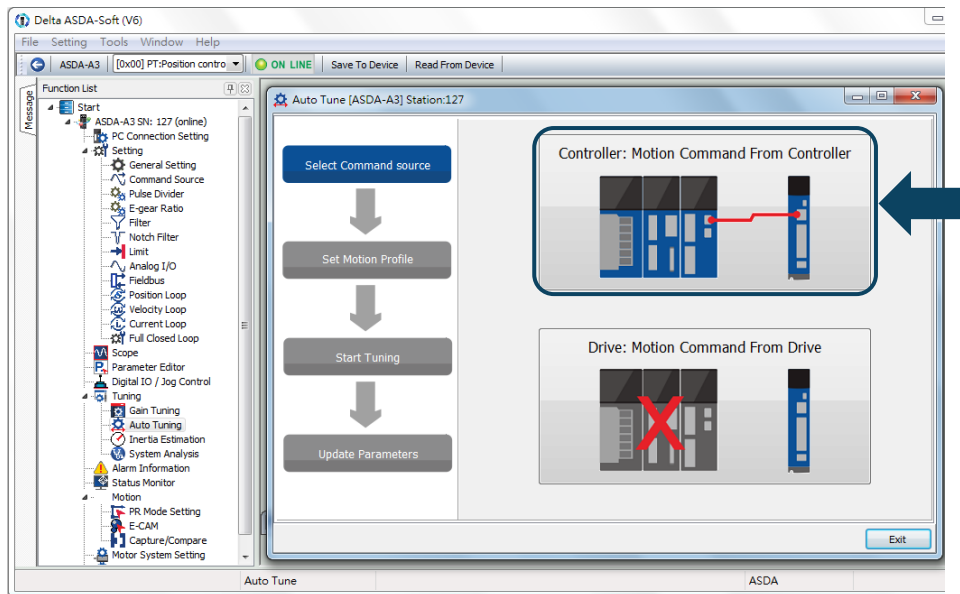 Delta ASDA-Soft (V6)
File Setting Tools Window Help
ASDA-A3 [0x00] PT:Position contro ON LINE Save To Device Read From Device
Message
Function List
Start
ASDA-A3 SN: 127 (online)
PC Connection Setting
Setting
General Setting
Command Source
Pulse Divider
E-gear Ratio
Filter
Notch Filter
Limit
Analog I/O
Fieldbus
Position Loop
Velocity Loop
Current Loop
Full Closed Loop
Scope
Parameter Editor
Digital IO / Jog Control
Tuning
Gain Tuning
Auto Tuning
Inertia Estimation
System Analysis
Alarm Information
Status Monitor
Motion
PR Mode Setting
E-CAM
Capture/Compare
Motor System Setting
Auto Tune [ASDA-A3] Station:127
Select Command source
Set Motion Profile
Start Tuning
Update Parameters
Controller: Motion Command From Controller
Drive: Motion Command From Drive
Exit
Auto Tune ASDA